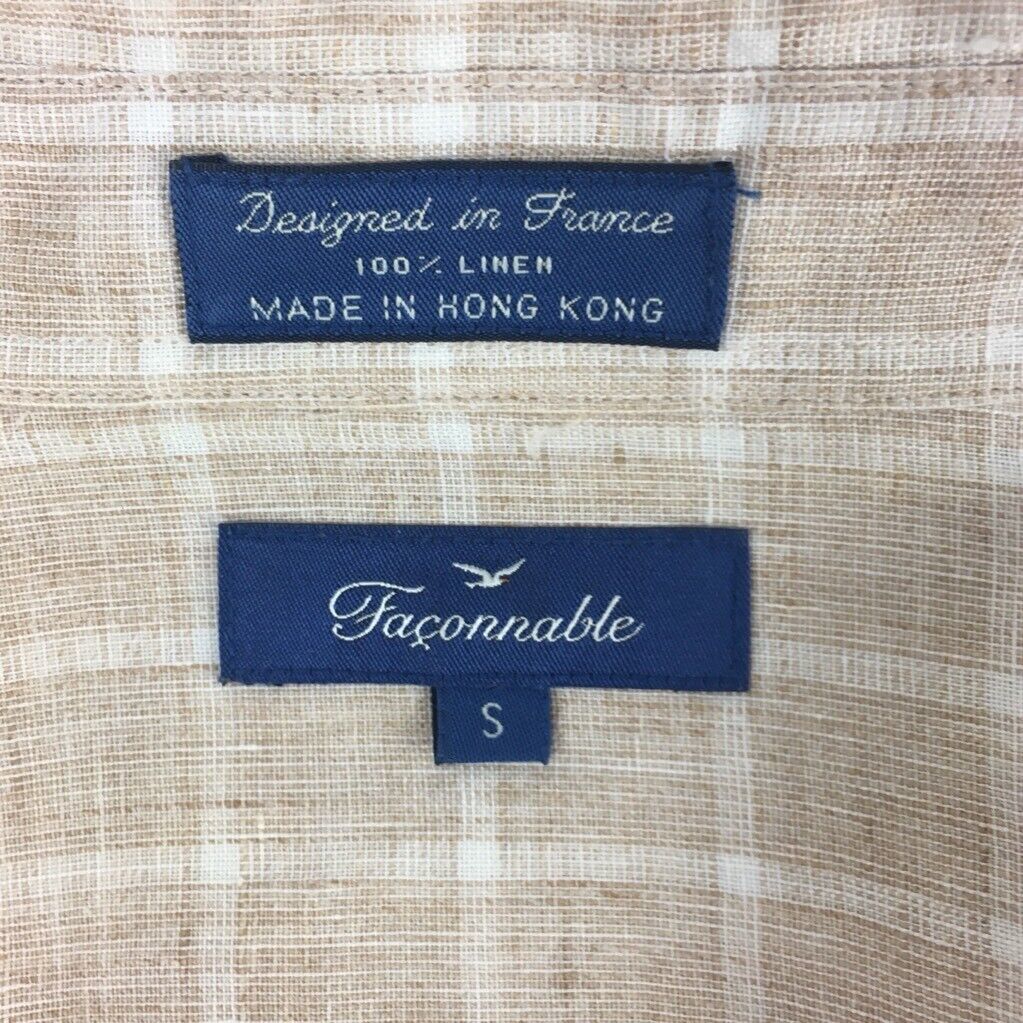 Designed in France
100% LINEN
MADE IN HONG KONG
Façonnable
S